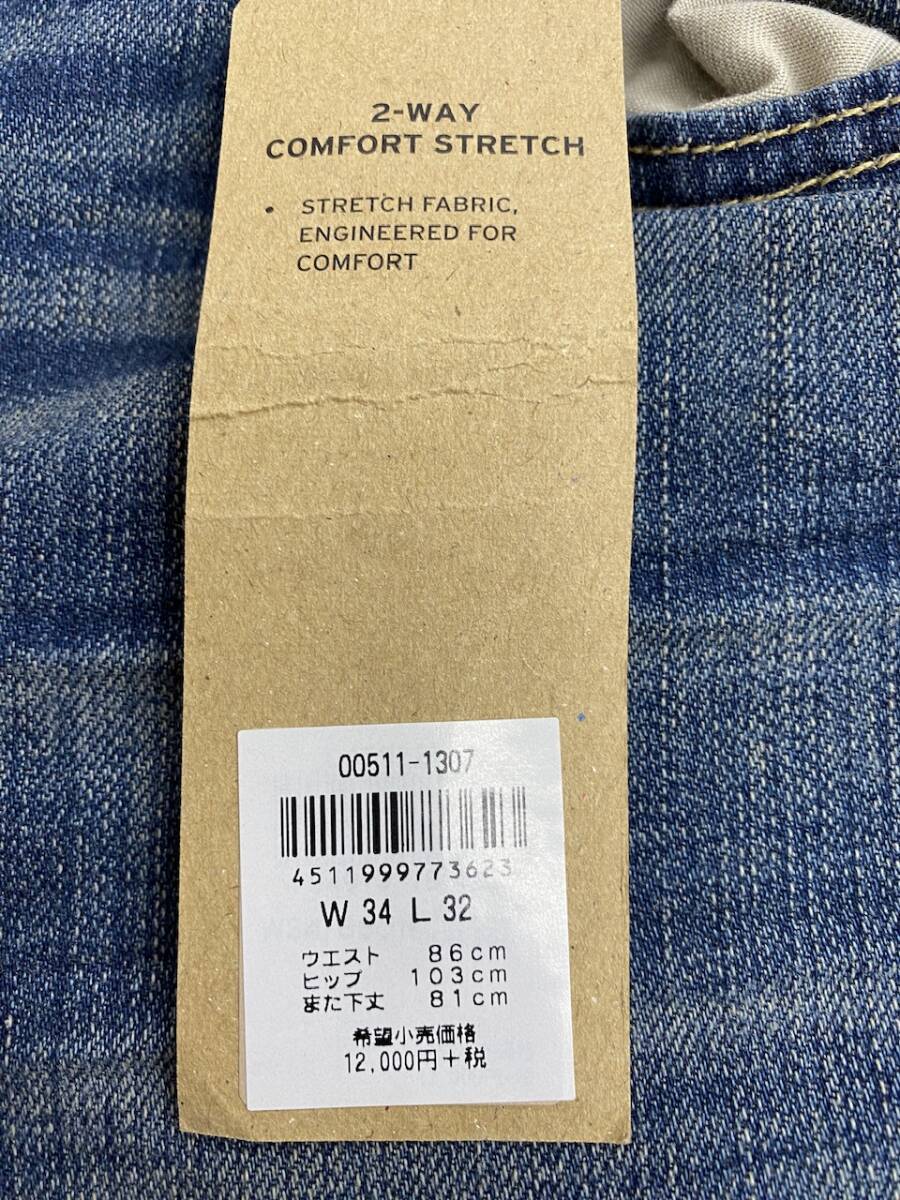 2-WAY
COMFORT STRETCH
• STRETCH FABRIC,
ENGINEERED FOR
COMFORT
00511-1307
4511999773623
W 34 L 32
ウエスト 86cm
ヒップ 103cm
また下丈 81cm
希望小売価格
12,000円+税